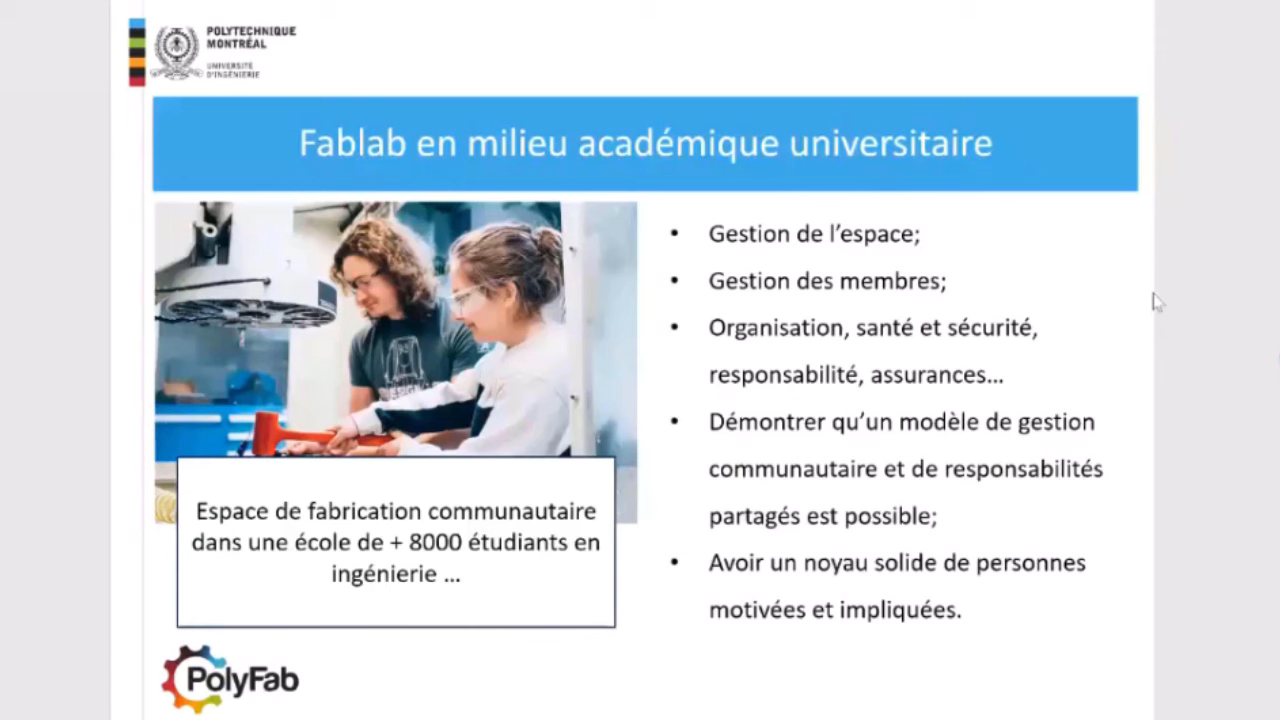 POLYTECHNIQUE
MONTRÉAL
UNIVERSITÉ
D'INGÉNIERIE
Fablab en milieu académique universitaire
• Gestion de l’espace;
• Gestion des membres;
• Organisation, santé et sécurité,
responsabilité, assurances...
• Démontrer qu’un modèle de gestion
communautaire et de responsabilités
partagés est possible;
• Avoir un noyau solide de personnes
motivées et impliquées.
Espace de fabrication communautaire
dans une école de + 8000 étudiants en
ingénierie ...
PolyFab